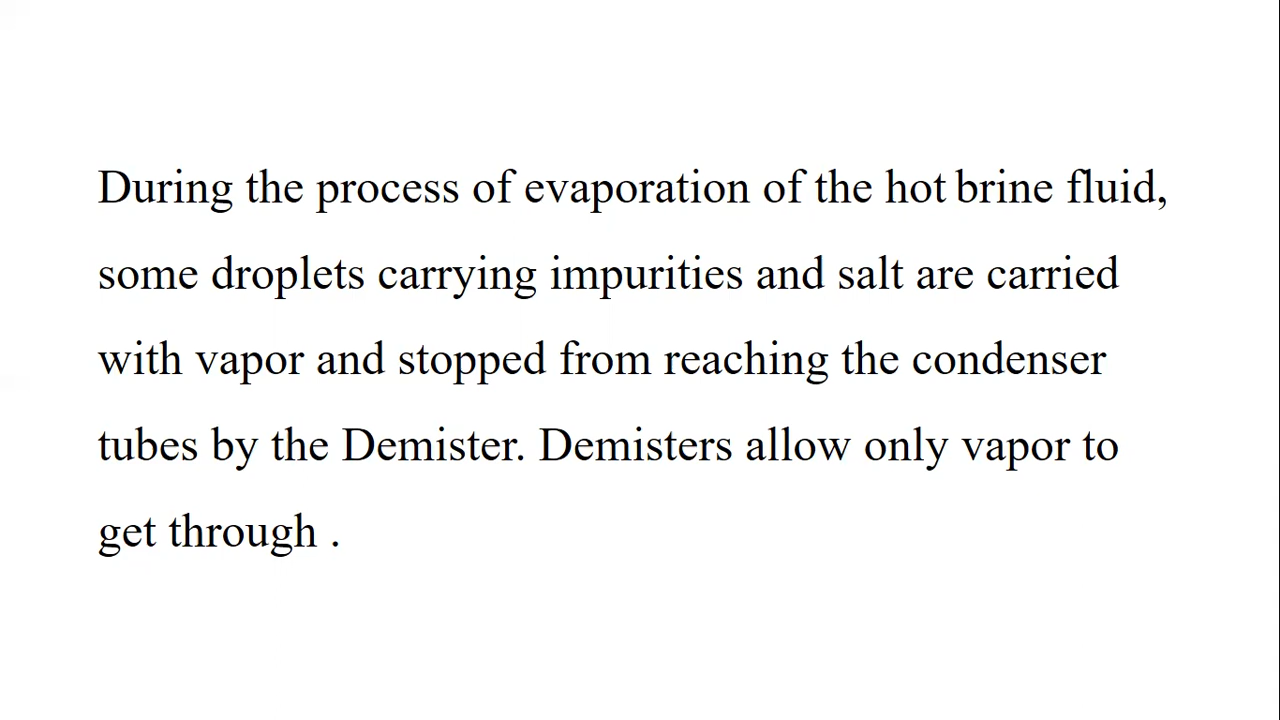 During the process of evaporation of the hot brine fluid,
some droplets carrying impurities and salt are carried
with vapor and stopped from reaching the condenser
tubes by the Demister. Demisters allow only vapor to
get through .